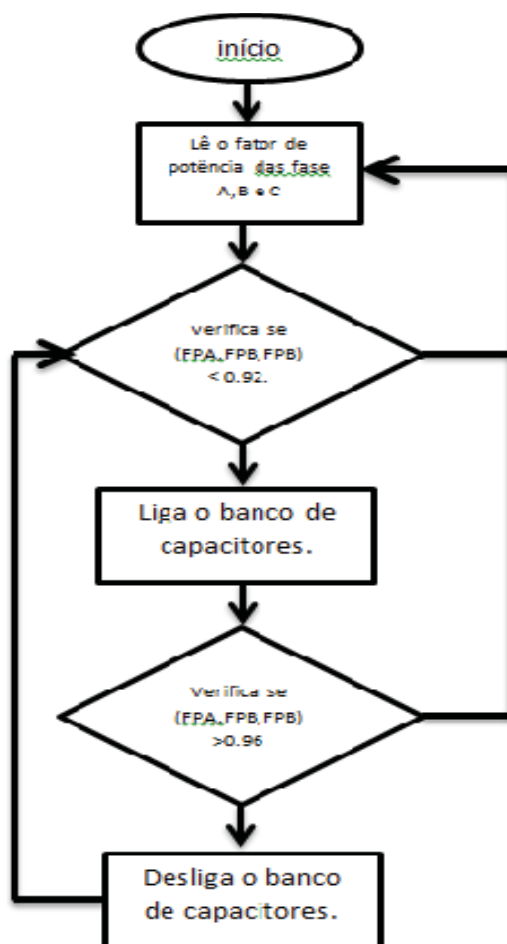 início
Lê o fator de
potência das fase
A,B e C
verifica se
(FPA,FPB,FPB)
<0.92.
Liga o banco de
capacitores.
Verifica se
(FPA,FPB,FPB)
>0.96
Desliga o banco
de capacitores.